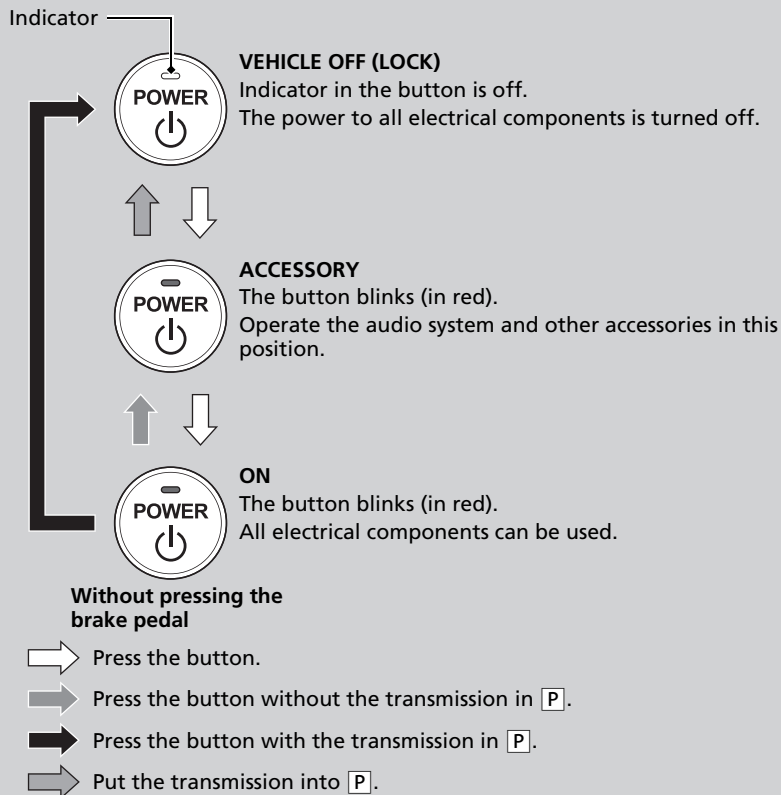 Indicator
POWER
VEHICLE OFF (LOCK)
Indicator in the button is off.
The power to all electrical components is turned off.
POWER
ACCESSORY
The button blinks (in red).
Operate the audio system and other accessories in this
position.
POWER
ON
The button blinks (in red).
All electrical components can be used.
Without pressing the
brake pedal
Press the button.
Press the button without the transmission in P.
Press the button with the transmission in P.
Put the transmission into P.